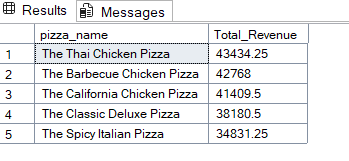 Results Messages
pizza_name Total_Revenue
1 The Thai Chicken Pizza 43434.25
2 The Barbecue Chicken Pizza 42768
3 The California Chicken Pizza 41409.5
4 The Classic Deluxe Pizza 38180.5
5 The Spicy Italian Pizza 34831.25